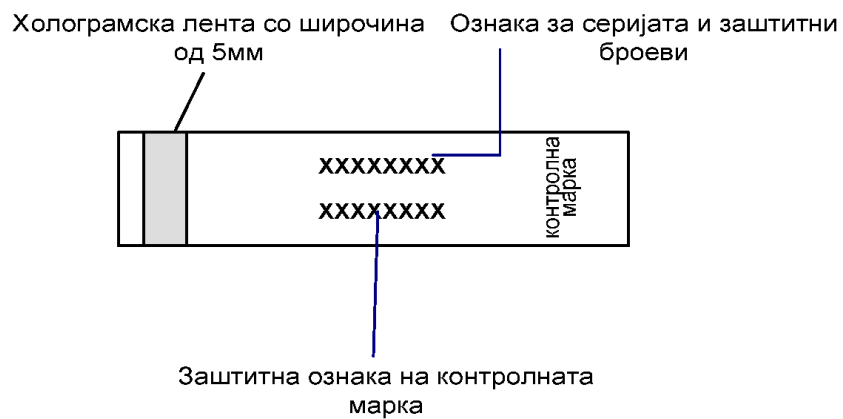 Холограмска лента со широчина
од 5мм
Ознака за серијата и заштитни
броеви
XXXXXXXX
XXXXXXXX
контролна
марка
Заштитна ознака на контролната
марка